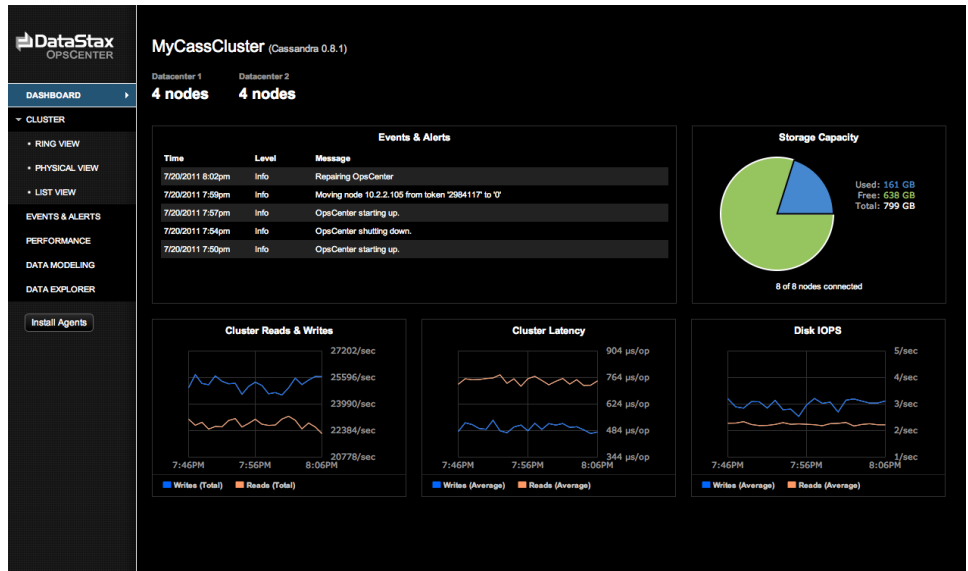 DataStax
OPSCENTER
DASHBOARD
CLUSTER
• RING VIEW
• PHYSICAL VIEW
• LIST VIEW
EVENTS & ALERTS
PERFORMANCE
DATA MODELING
DATA EXPLORER
Install Agents
MyCassCluster (Cassandra 0.8.1)
Datacenter 1 Datacenter 2
4 nodes 4 nodes
Events & Alerts
Time Level Message
7/20/2011 8:02pm Info Repairing OpsCenter
7/20/2011 7:59pm Info Moving node 10.2.2.105 from token '2984117' to '0'
7/20/2011 7:57pm Info OpsCenter starting up.
7/20/2011 7:54pm Info OpsCenter shutting down.
7/20/2011 7:50pm Info OpsCenter starting up.
Storage Capacity
Used: 161 GB
Free: 638 GB
Total: 799 GB
8 of 8 nodes connected
Cluster Reads & Writes
27202/sec
25596/sec
23990/sec
22384/sec
20778/sec
7:46PM 7:56PM 8:06PM
Writes (Total) Reads (Total)
Cluster Latency
904 µs/op
764 µs/op
624 µs/op
484 µs/op
344 µs/op
7:46PM 7:56PM 8:06PM
Writes (Average) Reads (Average)
Disk IOPS
5/sec
4/sec
3/sec
2/sec
1/sec
7:46PM 7:56PM 8:06PM
Writes (Average) Reads (Average)